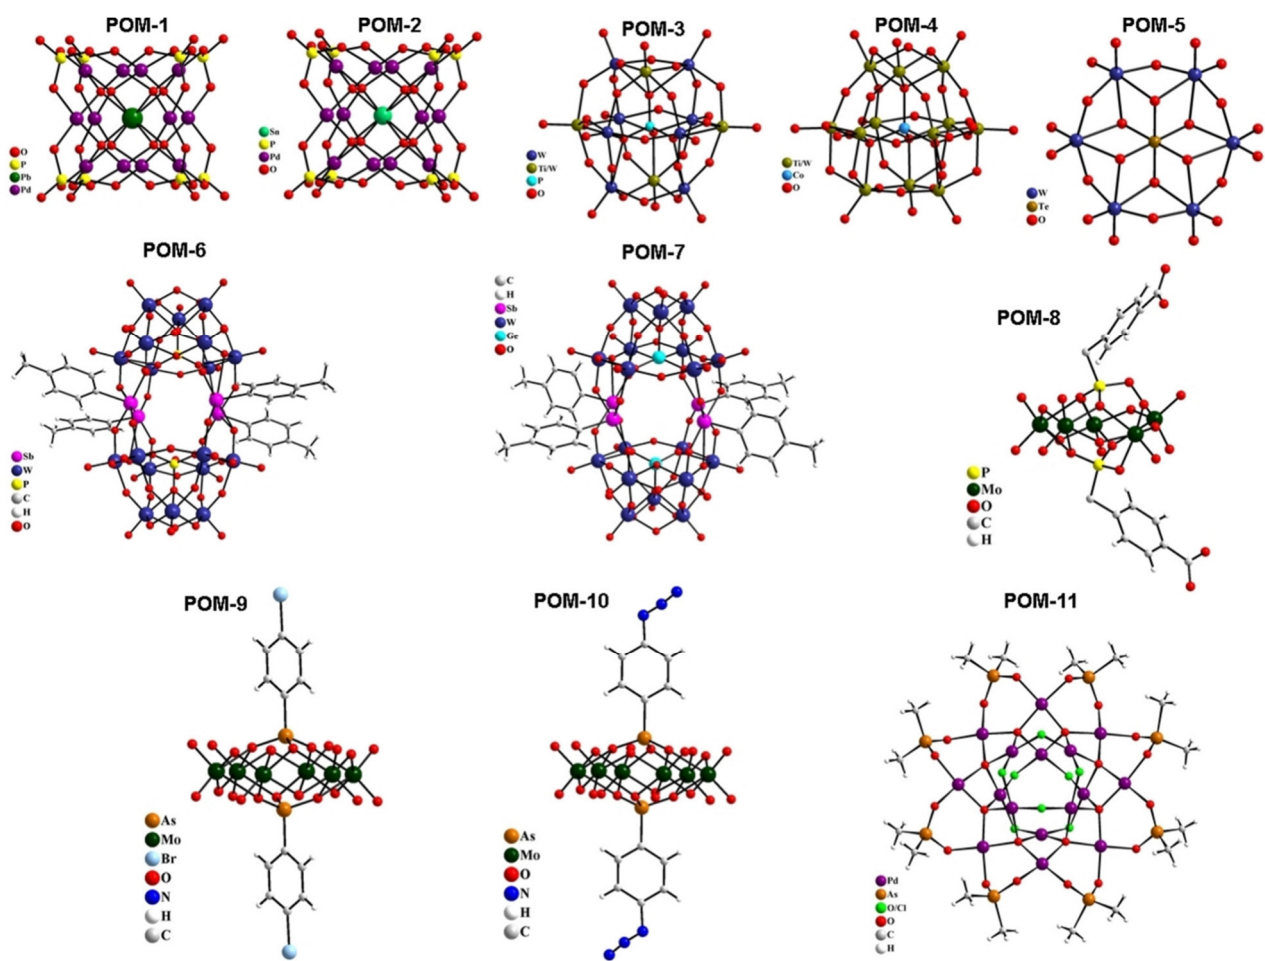 POM-1
O
P
Pb
Pd
POM-2
Sn
P
Pd
O
POM-3
W
Ti/W
P
O
POM-4
Ti/W
Co
O
POM-5
W
Te
O
POM-6
Sb
W
P
C
H
O
POM-7
C
H
Sb
W
Ge
O
POM-8
P
Mo
O
C
H
POM-9
As
Mo
Br
O
N
H
C
POM-10
As
Mo
O
N
H
C
POM-11
Pd
As
O/Cl
O
C
H